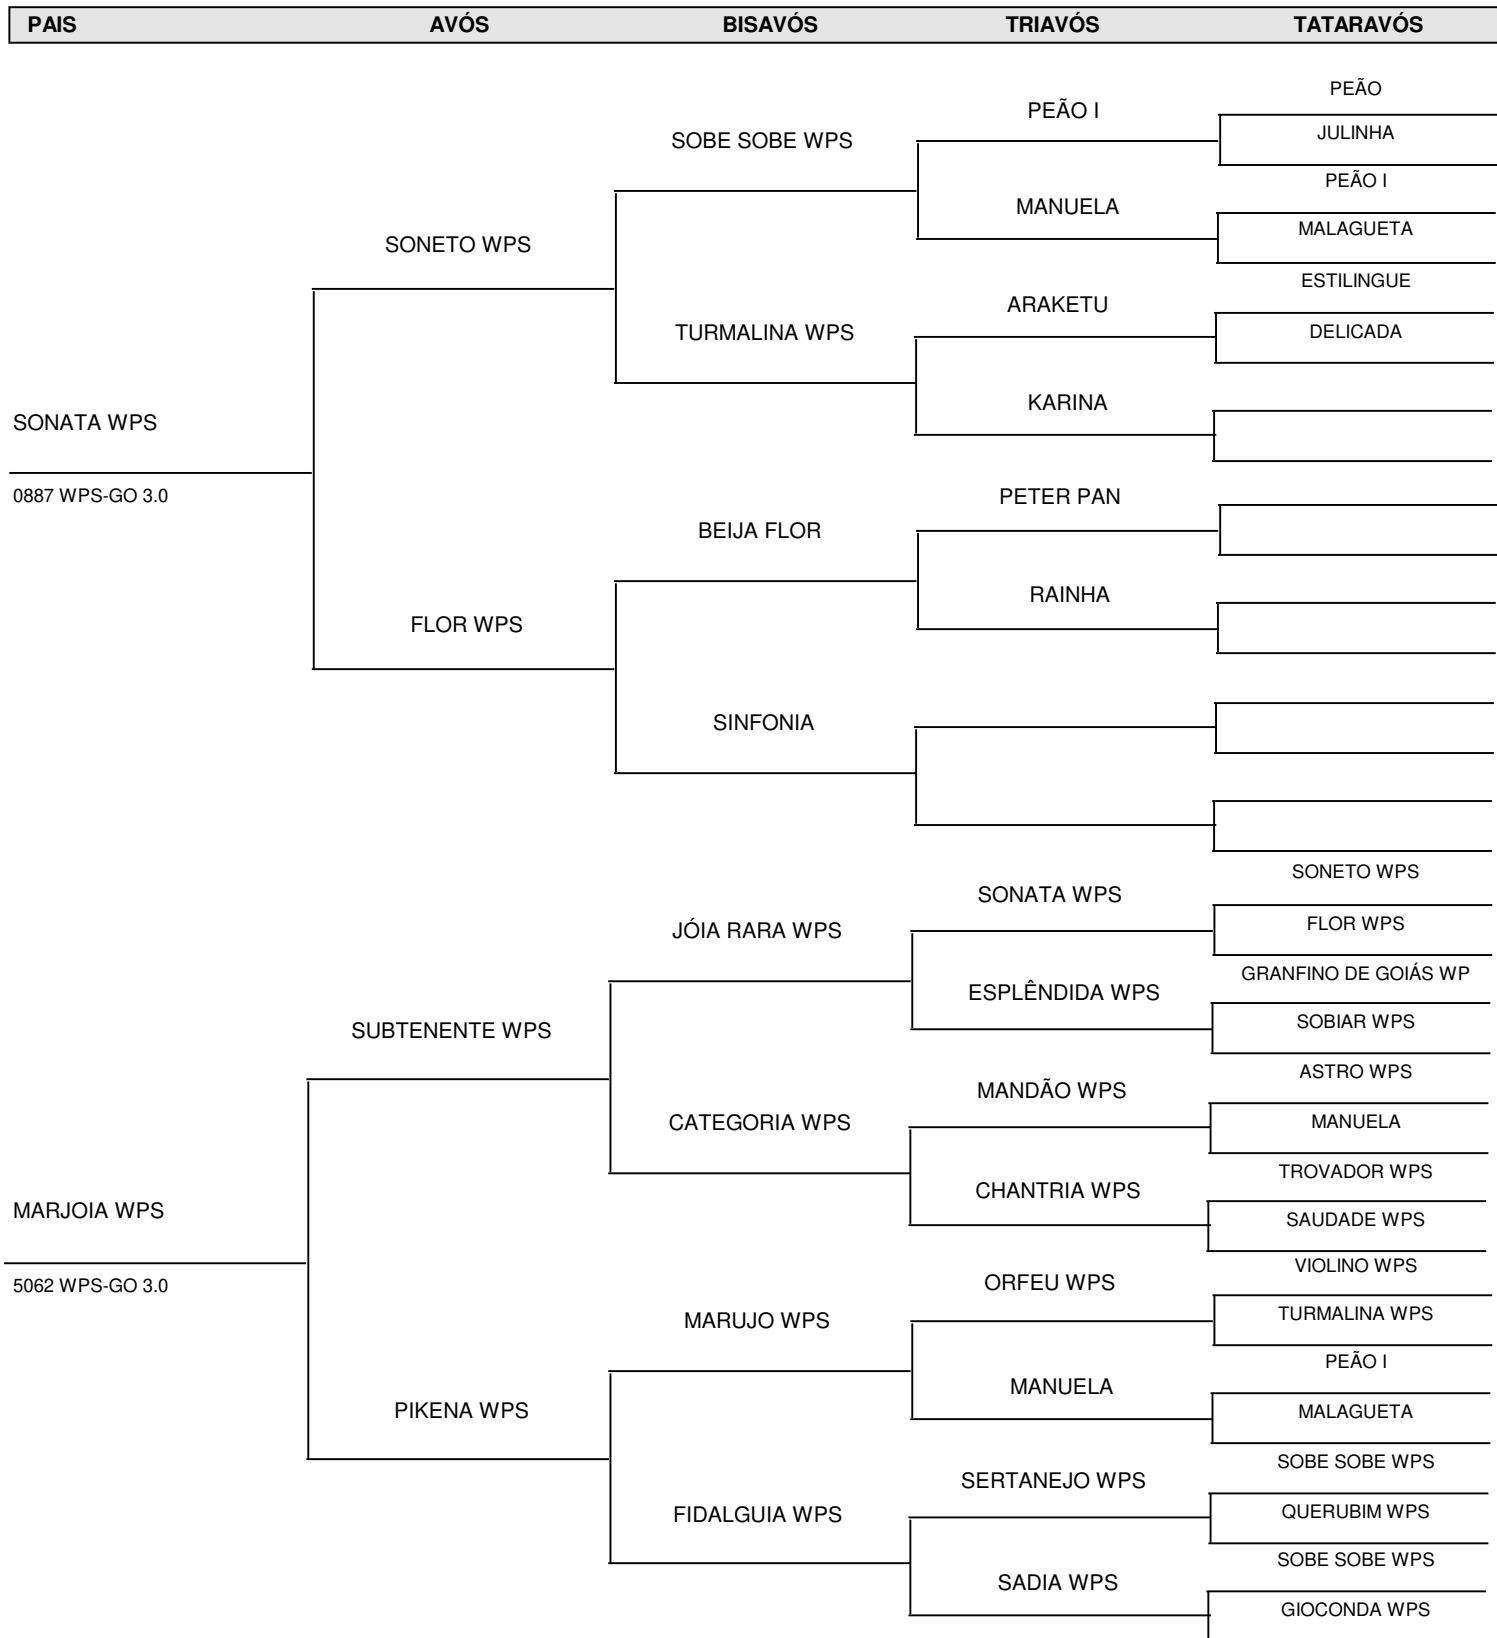 PAIS AVÓS BISAVÓS TRIAVÓS TATARAVÓS
PEÃO
PEÃO I
JULINHA
SOBE SOBE WPS
PEÃO I
MANUELA
MALAGUETA
SONETO WPS
ESTILINGUE
ARAKETU
DELICADA
TURMALINA WPS
KARINA
SONATA WPS
0887 WPS-GO 3.0
PETER PAN
BEIJA FLOR
RAINHA
FLOR WPS
SINFONIA
SONETO WPS
SONATA WPS
FLOR WPS
JÓIA RARA WPS
GRANFINO DE GOIÁS WP
ESPLÊNDIDA WPS
SOBIAR WPS
SUBTENENTE WPS
ASTRO WPS
MANDÃO WPS
MANUELA
CATEGORIA WPS
TROVADOR WPS
CHANTRIA WPS
SAUDADE WPS
MARJOIA WPS
5062 WPS-GO 3.0
VIOLINO WPS
ORFEU WPS
TURMALINA WPS
MARUJO WPS
PEÃO I
MANUELA
MALAGUETA
PIKENA WPS
SOBE SOBE WPS
SERTANEJO WPS
QUERUBIM WPS
FIDALGUIA WPS
SOBE SOBE WPS
SADIA WPS
GIOCONDA WPS